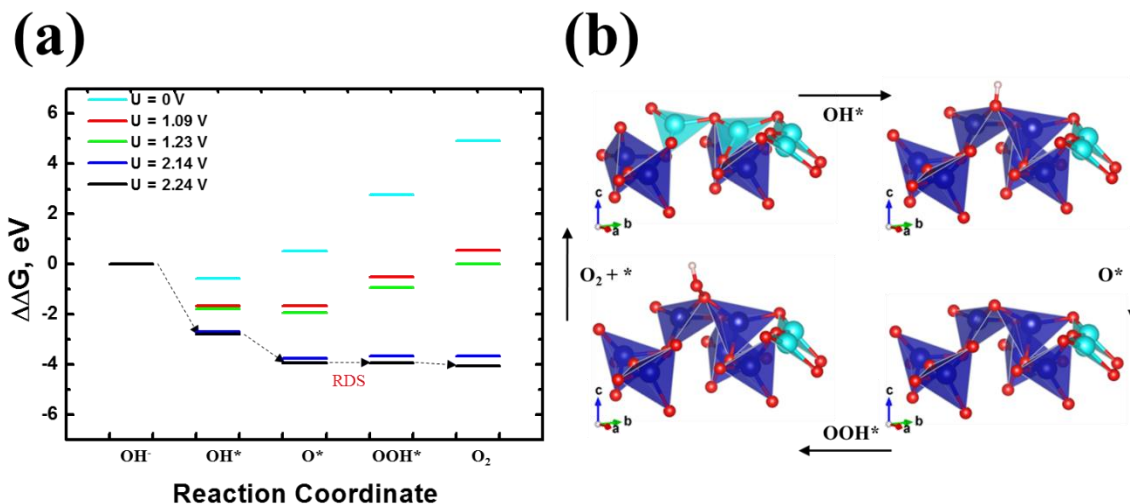 (a)
U = 0 V
U = 1.09 V
U = 1.23 V
U = 2.14 V
U = 2.24 V
6
4
2
0
-2
-4
-6
ΔΔG, eV
RDS
OH⁻
OH*
O*
OOH*
O₂
Reaction Coordinate
(b)
OH*
c
b
a
c
b
a
O₂ + *
O*
c
b
a
c
b
a
OOH*